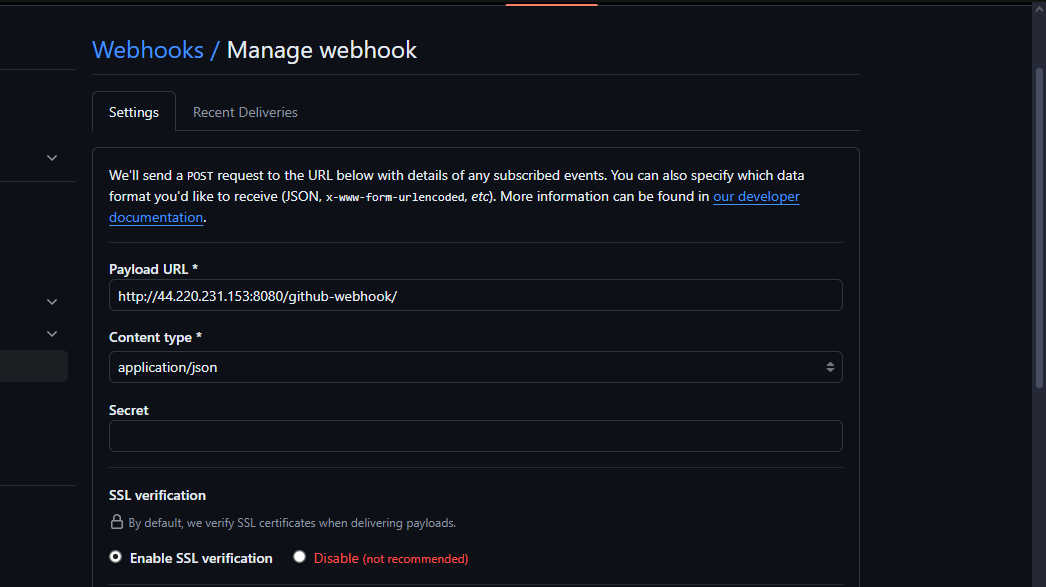 Webhooks / Manage webhook
Settings
Recent Deliveries
We'll send a POST request to the URL below with details of any subscribed events. You can also specify which data
format you'd like to receive (JSON, x-www-form-urlencoded, etc). More information can be found in our developer
documentation.
Payload URL *
http://44.220.231.153:8080/github-webhook/
Content type *
application/json
Secret
SSL verification
By default, we verify SSL certificates when delivering payloads.
Enable SSL verification
Disable (not recommended)